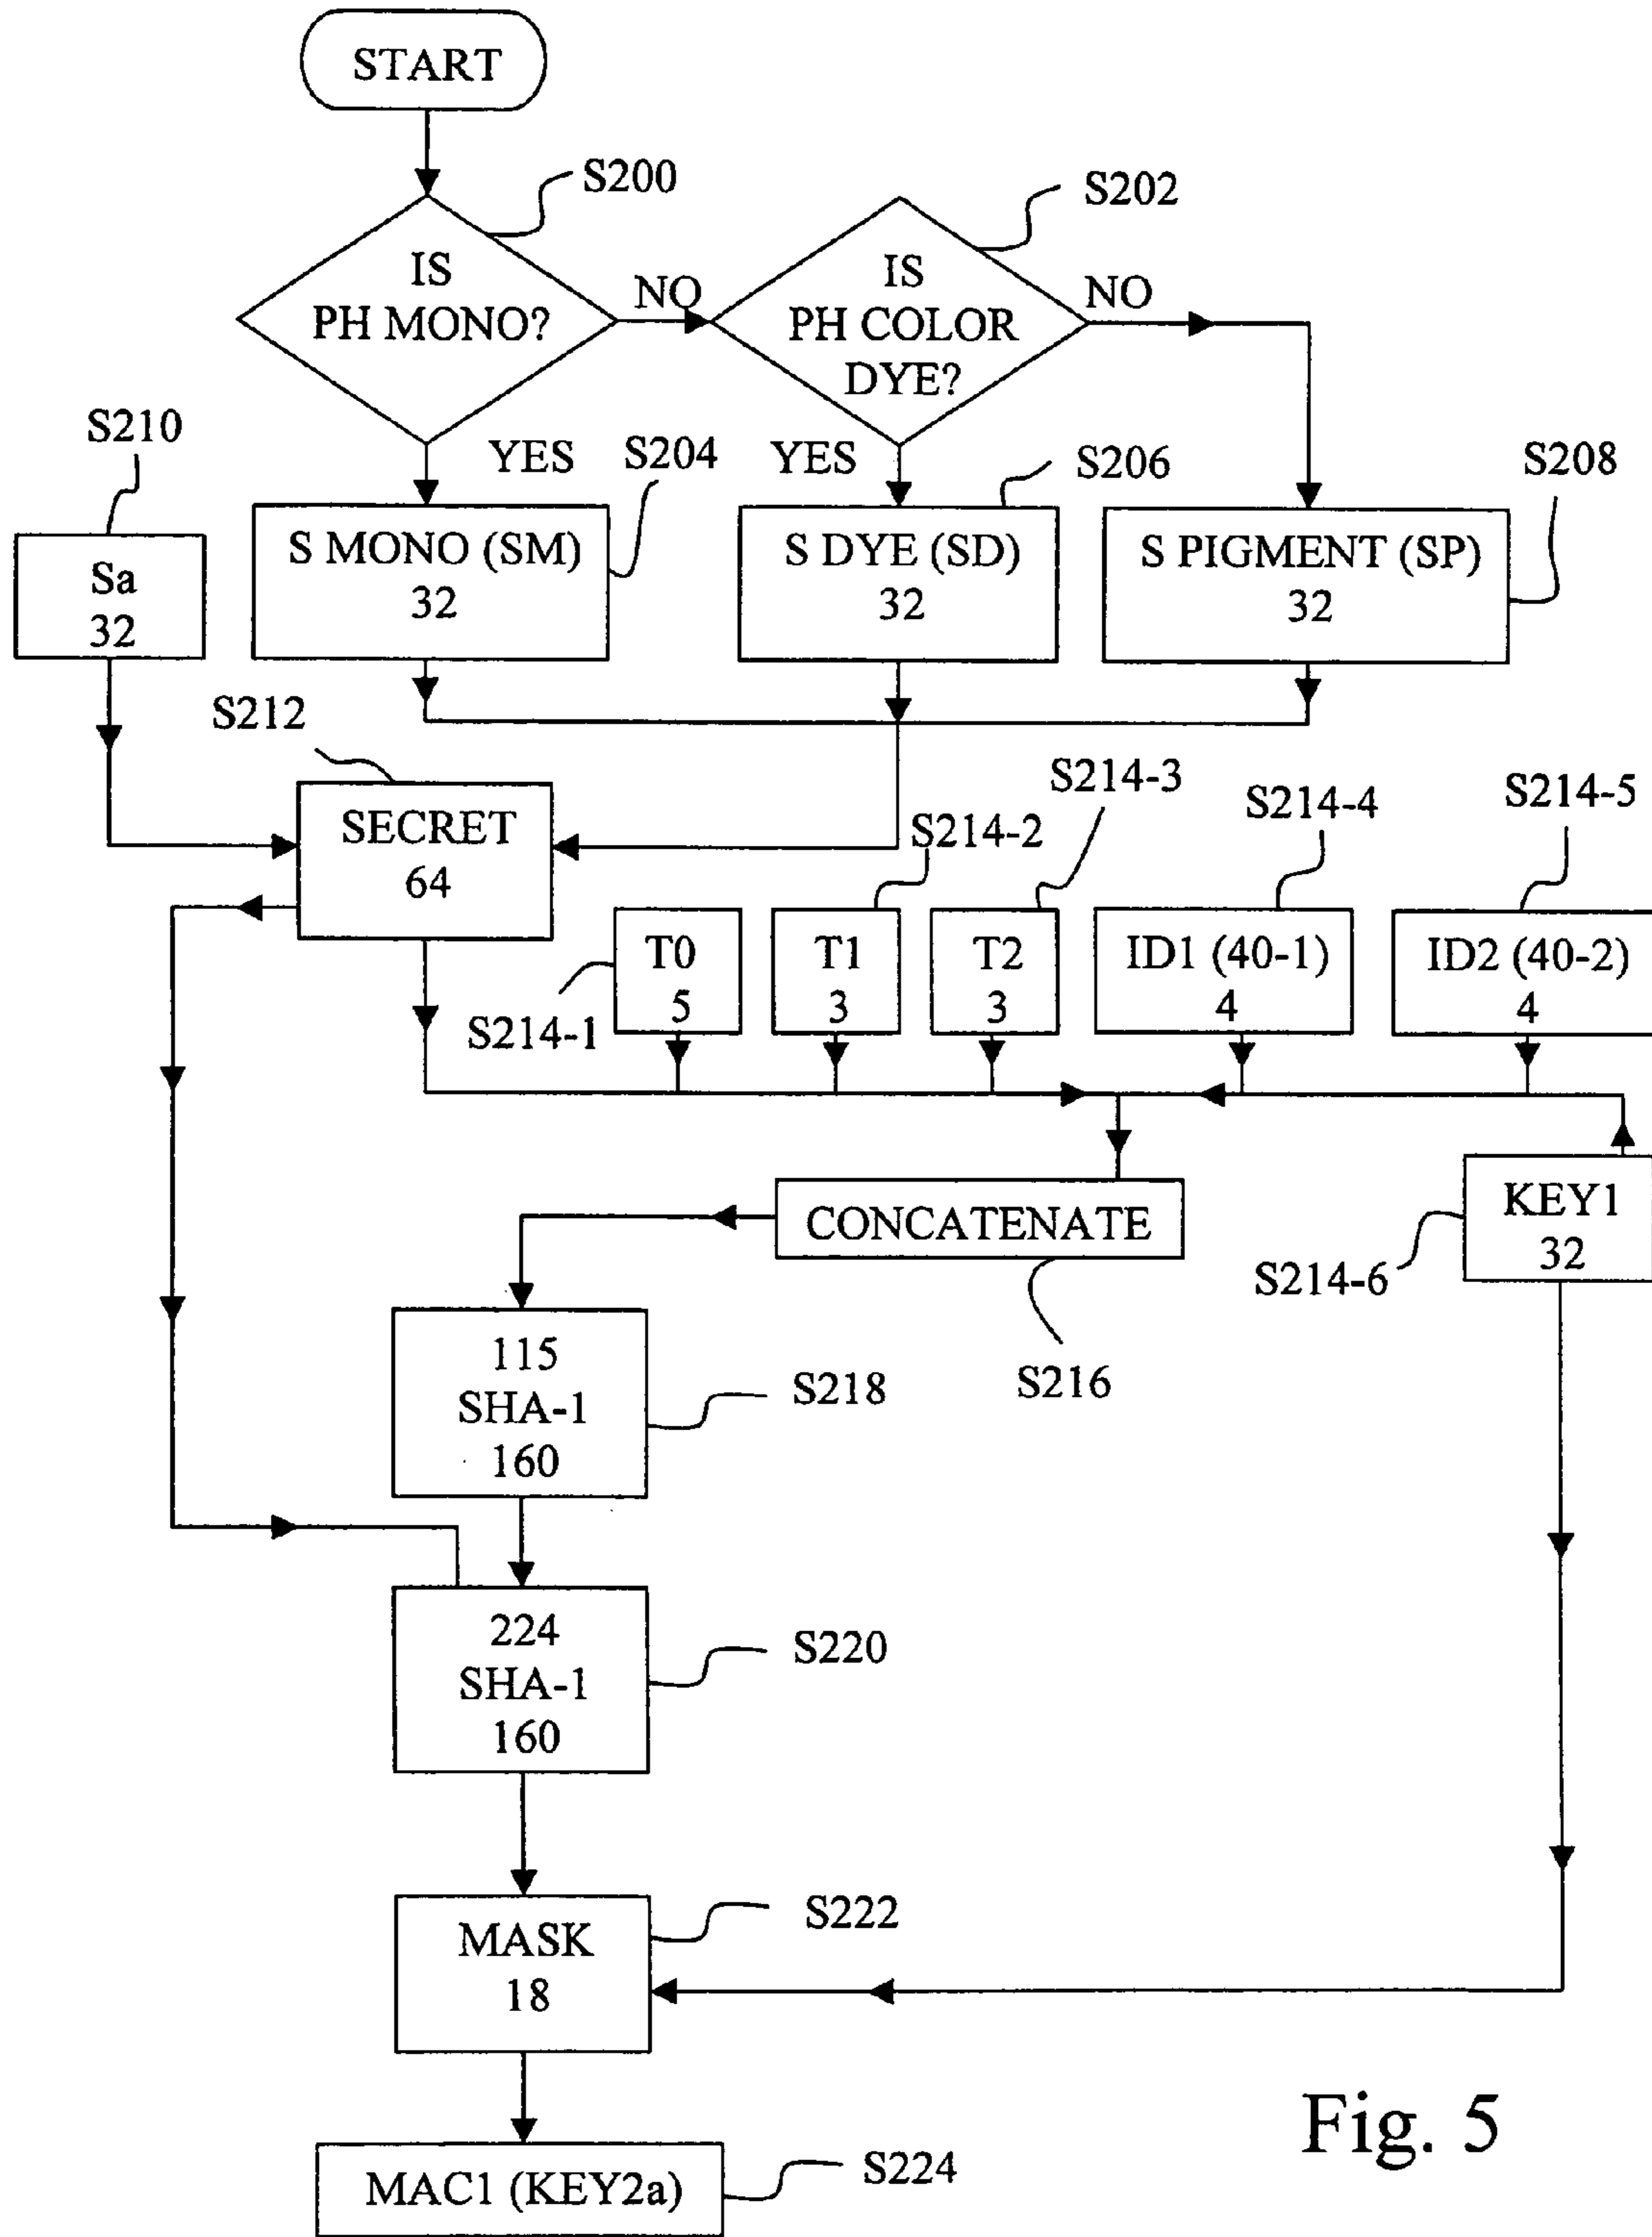 START
S200
S202
IS
PH MONO?
NO
IS
PH COLOR
DYE?
NO
S210
YES
S204
YES
S206
S208
Sa
32
S MONO (SM)
32
S DYE (SD)
32
S PIGMENT (SP)
32
S212
SECRET
64
S214-1
T0
5
S214-2
T1
3
S214-3
T2
3
S214-4
ID1 (40-1)
4
S214-5
ID2 (40-2)
4
CONCATENATE
S216
KEY1
32
S214-6
115
SHA-1
160
S218
224
SHA-1
160
S220
MASK
18
S222
MAC1 (KEY2a)
S224
Fig. 5